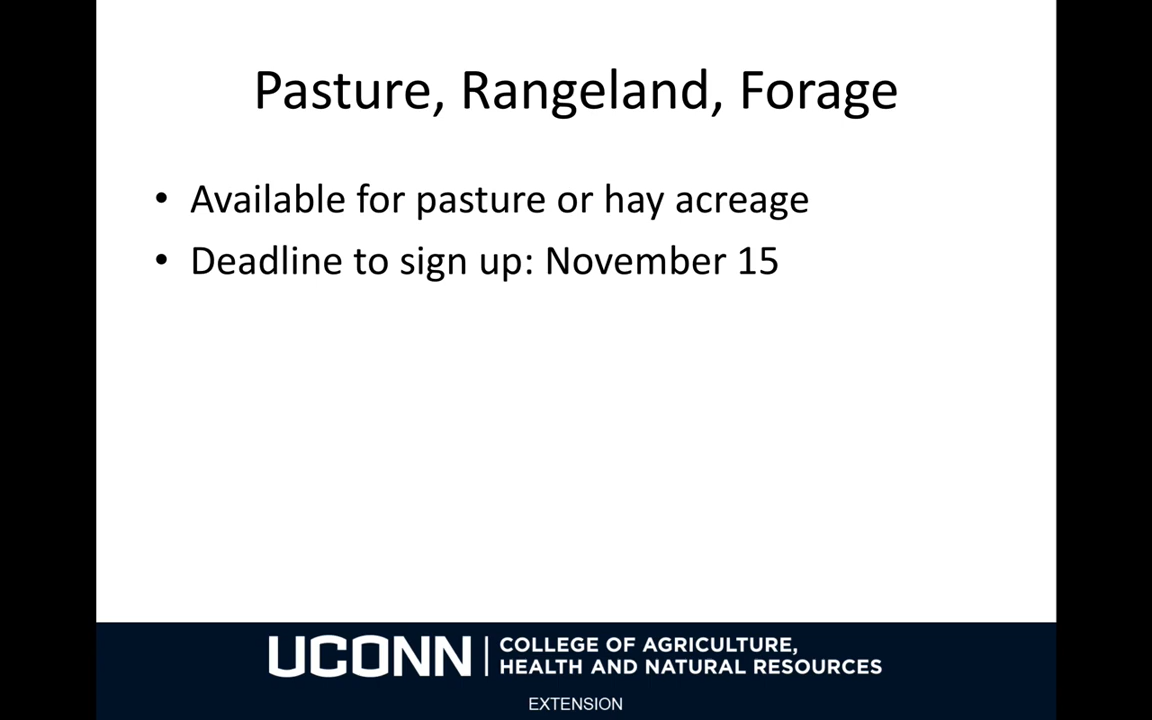 Pasture, Rangeland, Forage
• Available for pasture or hay acreage
• Deadline to sign up: November 15
UCONN | COLLEGE OF AGRICULTURE,
HEALTH AND NATURAL RESOURCES
EXTENSION